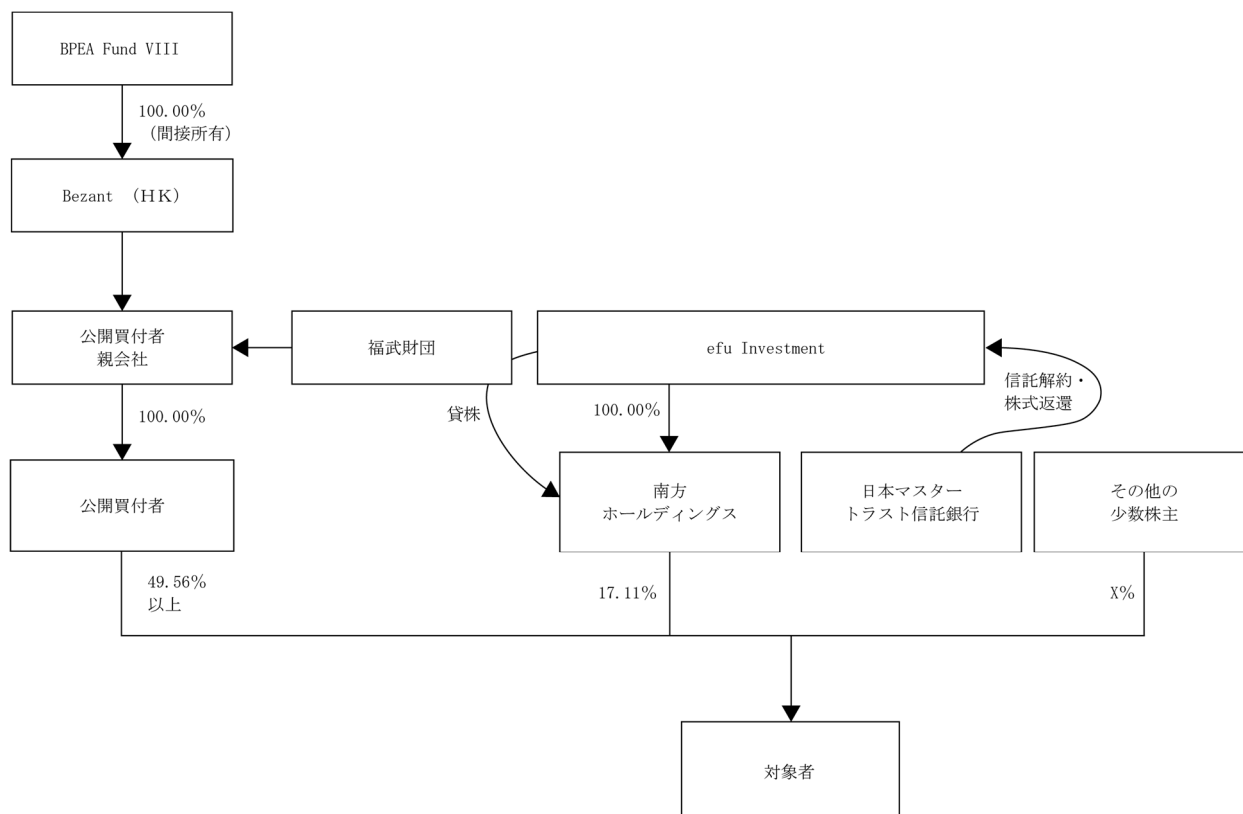 BPEA Fund VIII
100.00%
（間接所有）
Bezant （ＨＫ）
公開買付者
親会社
福武財団
efu Investment
信託解約・
株式返還
貸株
100.00%
100.00%
公開買付者
南方
ホールディングス
日本マスター
トラスト信託銀行
その他の
少数株主
49.56%
以上
17.11%
X%
対象者